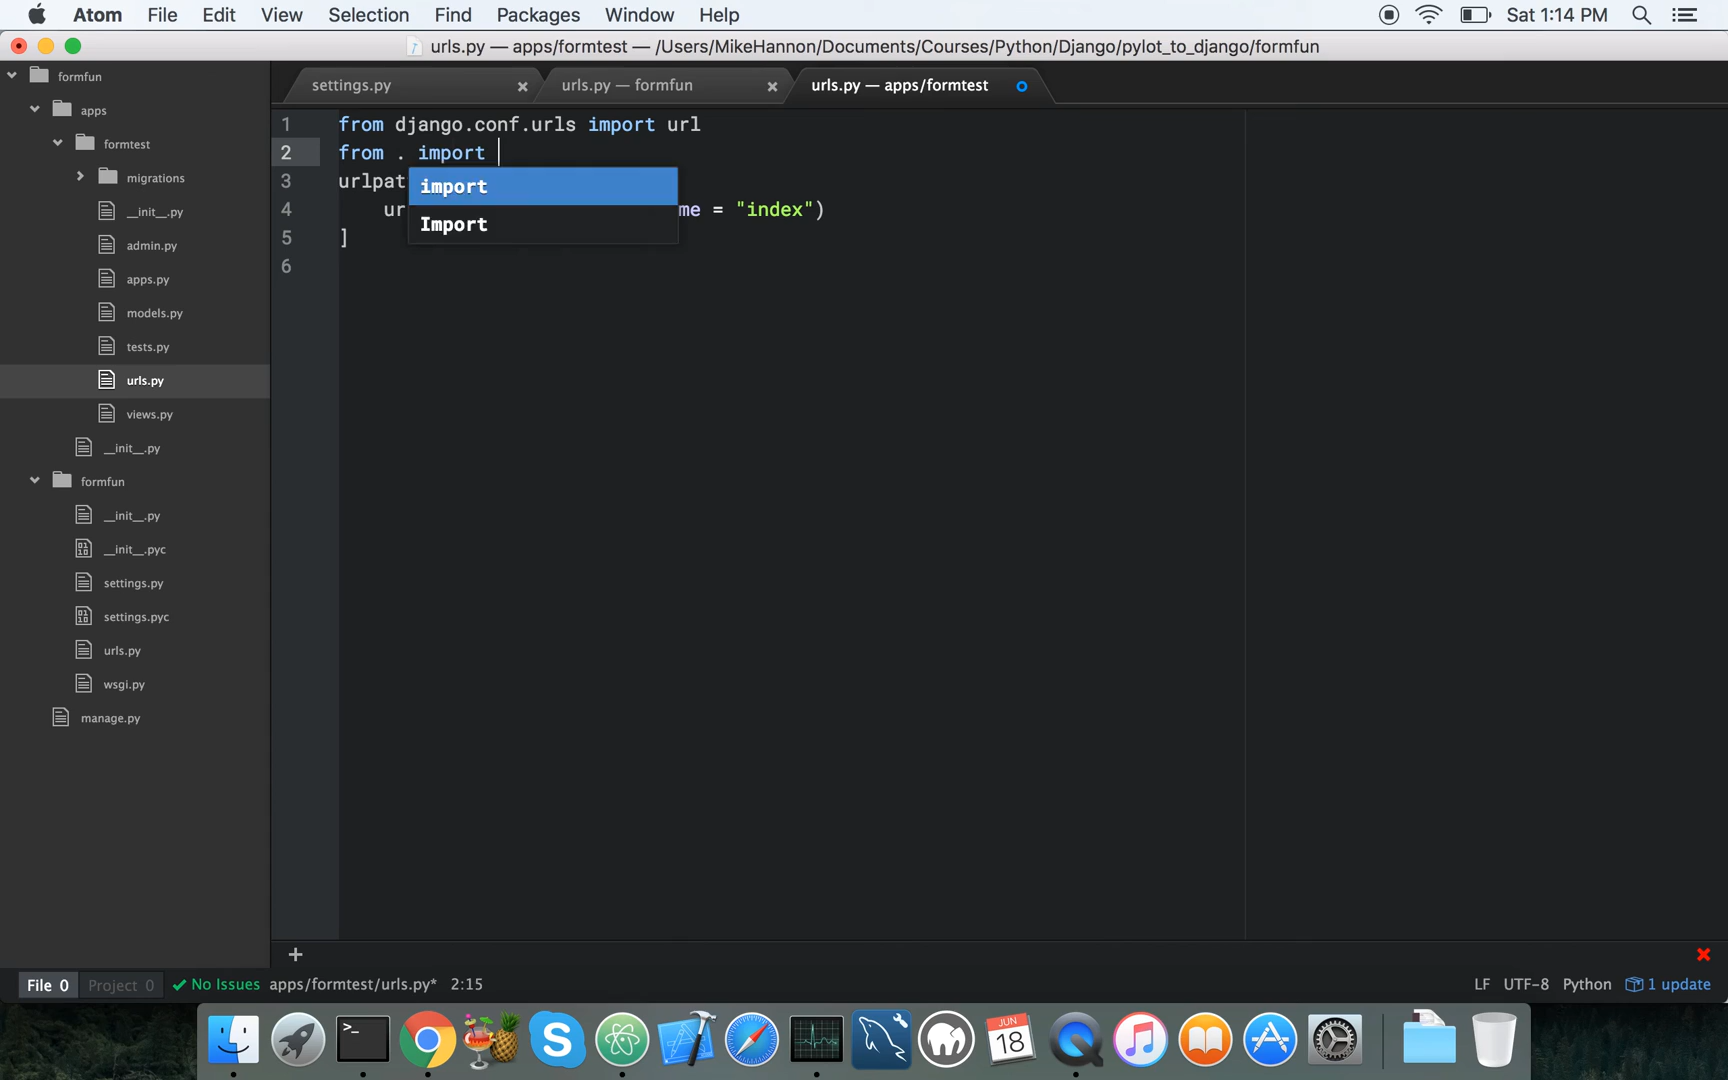 Atom File Edit View Selection Find Packages Window Help Sat 1:14 PM
urls.py — apps/formtest — /Users/MikeHannon/Documents/Courses/Python/Django/pylot_to_django/formfun
formfun
apps
formtest
migrations
__init__.py
admin.py
apps.py
models.py
tests.py
urls.py
views.py
__init__.py
formfun
__init__.py
__init__.pyc
settings.py
settings.pyc
urls.py
wsgi.py
manage.py
settings.py urls.py — formfun urls.py — apps/formtest
1 from django.conf.urls import url
2 from . import
3 urlpat
4 ur me = "index")
5 ]
6
import
Import
+
File 0 Project 0 No Issues apps/formtest/urls.py* 2:15 LF UTF-8 Python 1 update
JUN
18